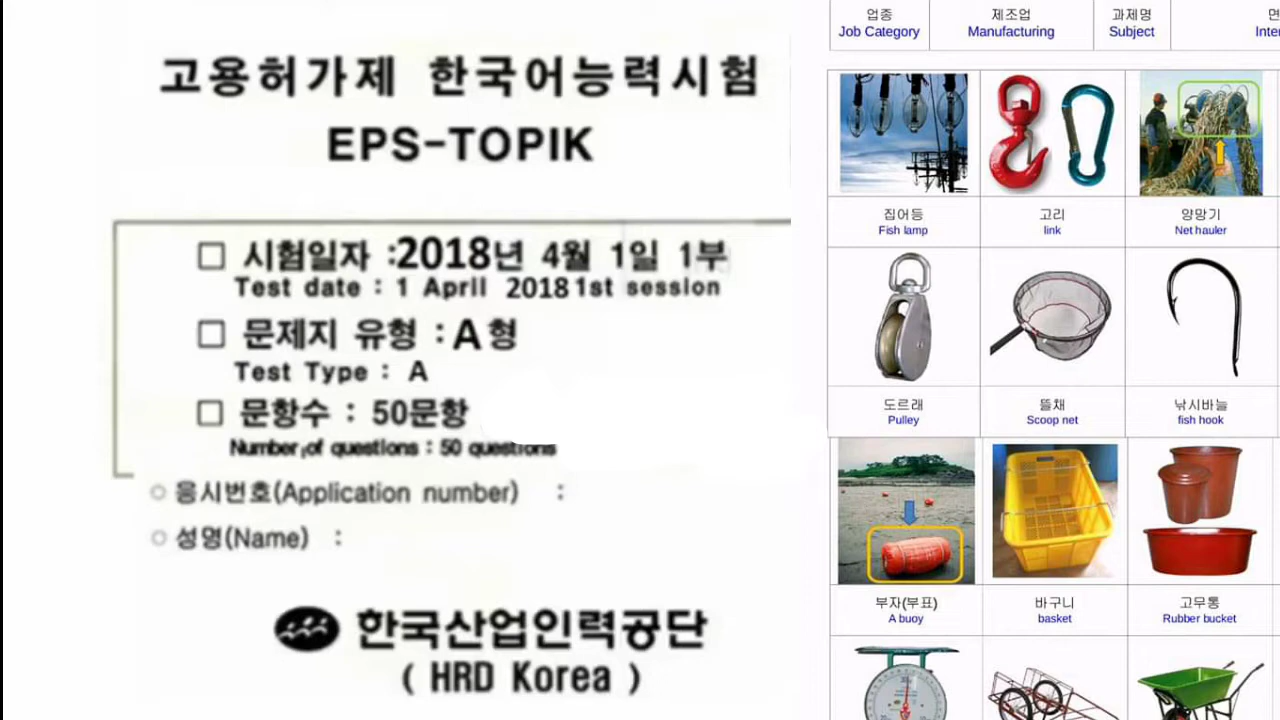 고용허가제 한국어능력시험
EPS-TOPIK
□ 시험일자 :2018년 4월 1일 1부
Test date : 1 April 2018 1st session
□ 문제지 유형 : A 형
Test Type : A
□ 문항수 : 50문항
Number of questions : 50 questions
○ 응시번호(Application number) :
○ 성명(Name) :
한국산업인력공단
( HRD Korea )
업종 제조업 과제명 면
Job Category Manufacturing Subject Inter
집어등 고리 양망기
Fish lamp link Net hauler
도르래 뜰채 낚시바늘
Pulley Scoop net fish hook
부자(부표) 바구니 고무통
A buoy basket Rubber bucket